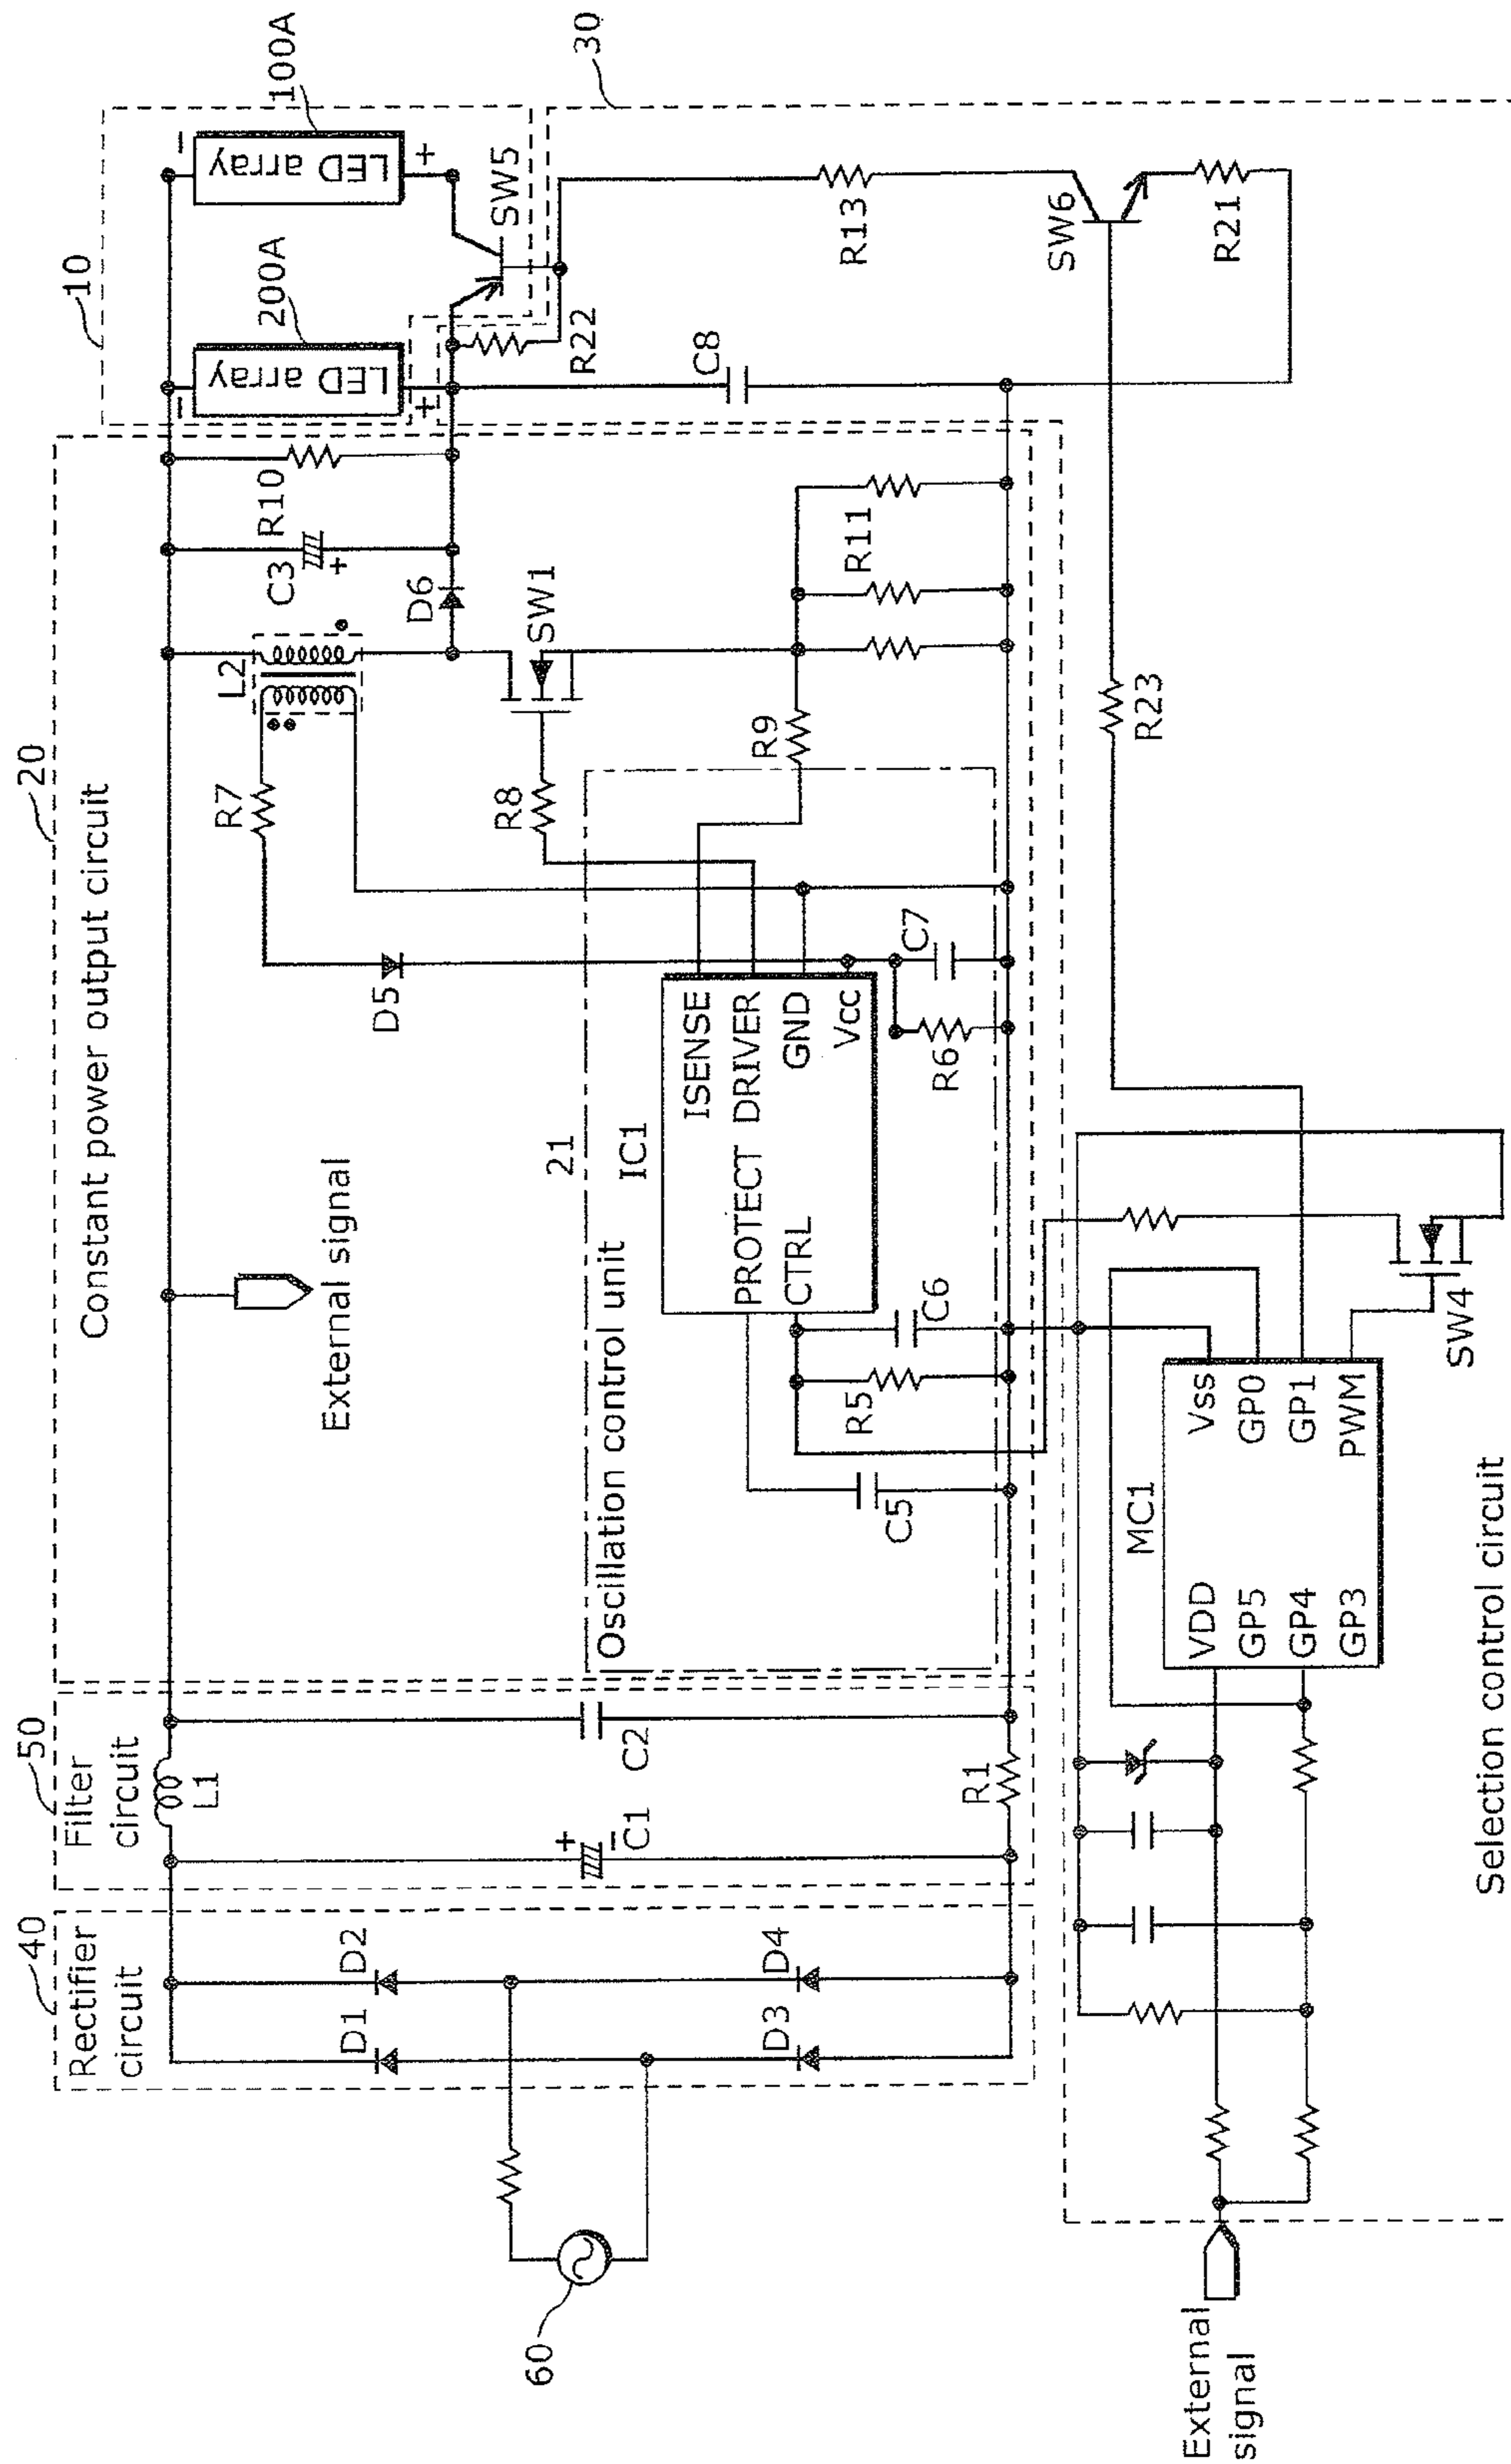 20
Constant power output circuit
10
100A
200A
LED array
LED array
−
−
+
+
30
50
Filter
circuit
40
Rectifier
circuit
L1
External signal
R7
L2
C3
+
R10
D6
SW5
R22
D1
D2
D5
R8
SW1
60
C1
+
−
C2
Oscillation control unit
21
IC1
ISENSE
PROTECT
DRIVER
GND
CTRL
Vcc
R9
R11
C8
R13
D3
D4
R1
C5
R5
C6
R6
C7
SW6
R23
R21
External
signal
MC1
VDD
Vss
GP5
GP0
GP4
GP1
GP3
PWM
SW4
Selection control circuit